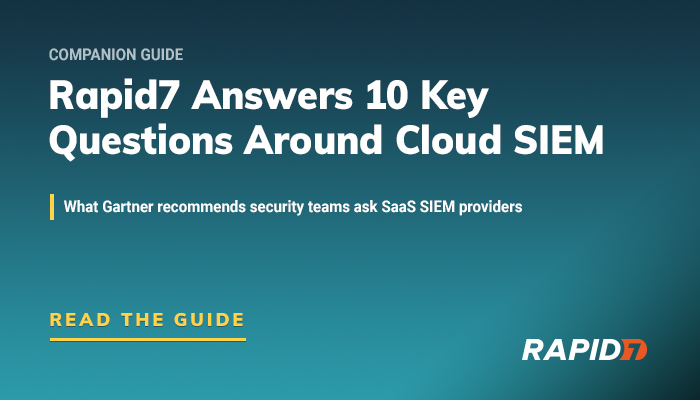 COMPANION GUIDE
Rapid7 Answers 10 Key
Questions Around Cloud SIEM
What Gartner recommends security teams ask SaaS SIEM providers
READ THE GUIDE
RAPID7